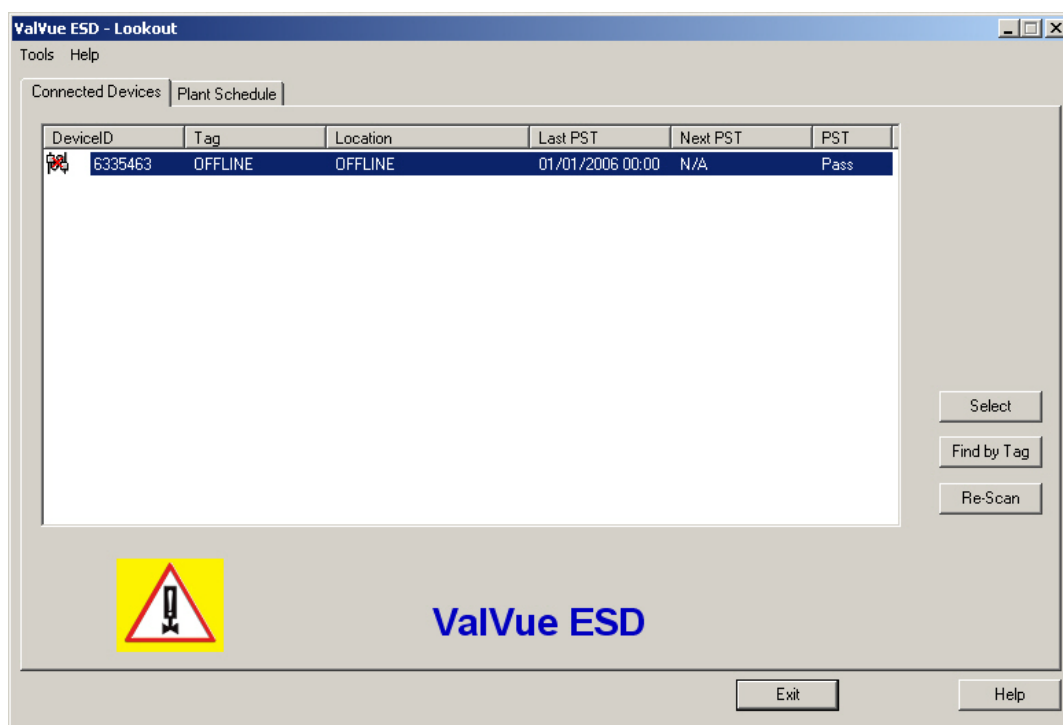 ValVue ESD - Lookout
Tools Help
Connected Devices Plant Schedule
DeviceID Tag Location Last PST Next PST PST
6335463 OFFLINE OFFLINE 01/01/2006 00:00 N/A Pass
Select
Find by Tag
Re-Scan
ValVue ESD
Exit Help